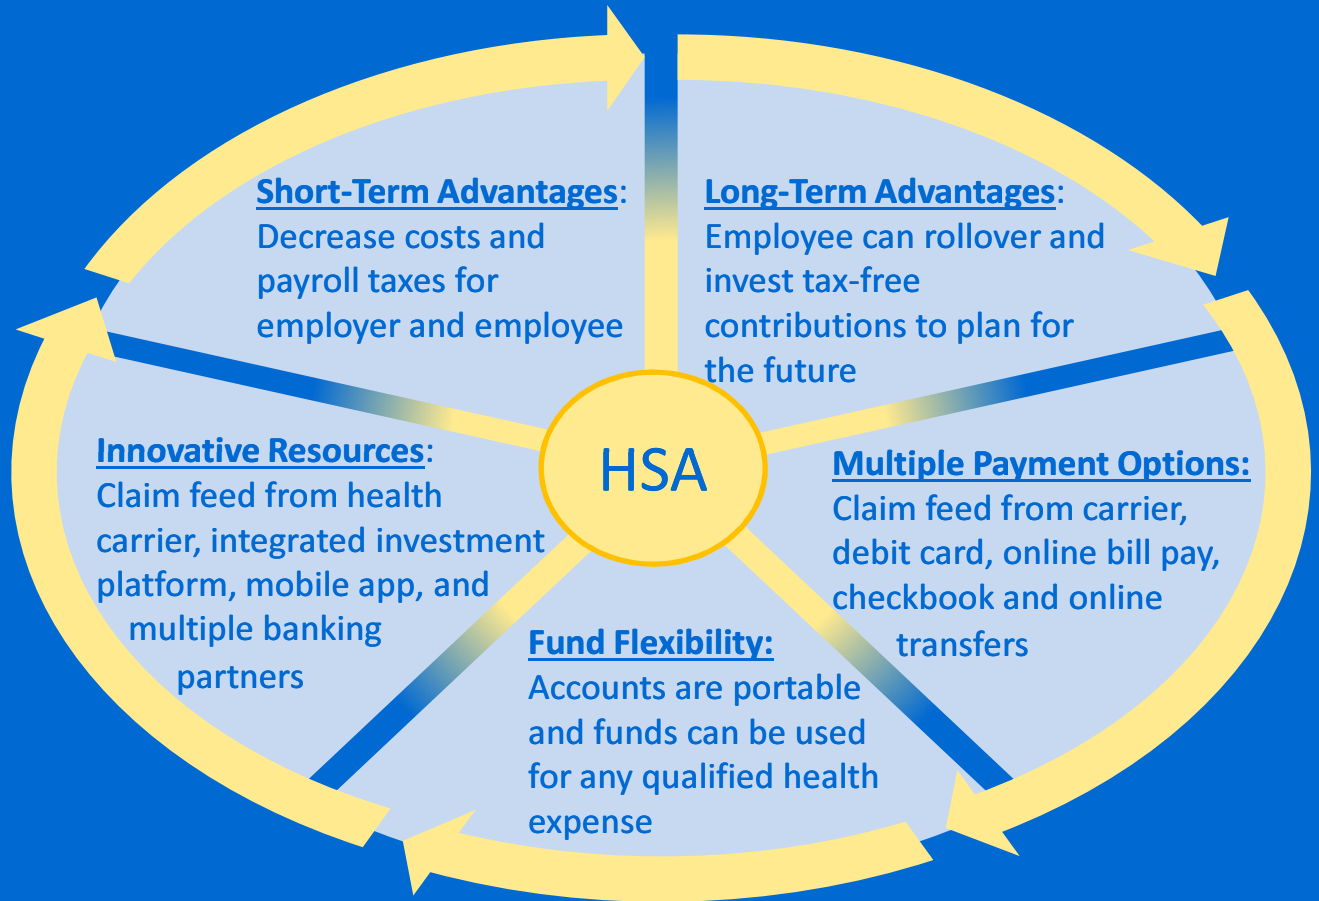 Short-Term Advantages:
Decrease costs and
payroll taxes for
employer and employee
Long-Term Advantages:
Employee can rollover and
invest tax-free
contributions to plan for
the future
Innovative Resources:
Claim feed from health
carrier, integrated investment
platform, mobile app, and
multiple banking
partners
HSA
Multiple Payment Options:
Claim feed from carrier,
debit card, online bill pay,
checkbook and online
transfers
Fund Flexibility:
Accounts are portable
and funds can be used
for any qualified health
expense